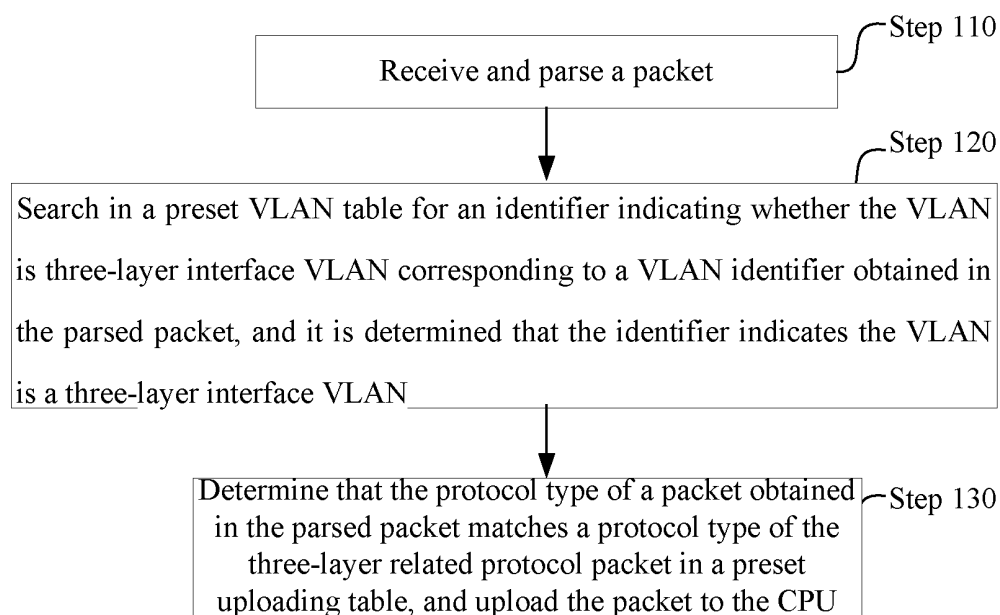 Step 110
Receive and parse a packet
Step 120
Search in a preset VLAN table for an identifier indicating whether the VLAN
is three-layer interface VLAN corresponding to a VLAN identifier obtained in
the parsed packet, and it is determined that the identifier indicates the VLAN
is a three-layer interface VLAN
Step 130
Determine that the protocol type of a packet obtained
in the parsed packet matches a protocol type of the
three-layer related protocol packet in a preset
uploading table, and upload the packet to the CPU